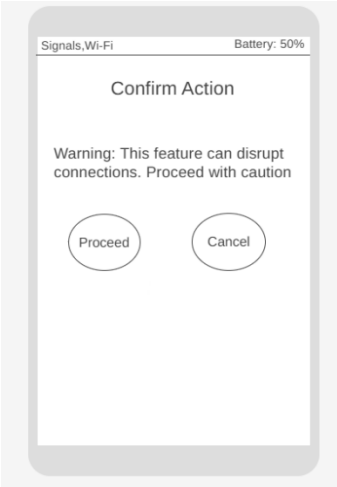 Signals,Wi-Fi Battery: 50%
Confirm Action
Warning: This feature can disrupt
connections. Proceed with caution
Proceed Cancel